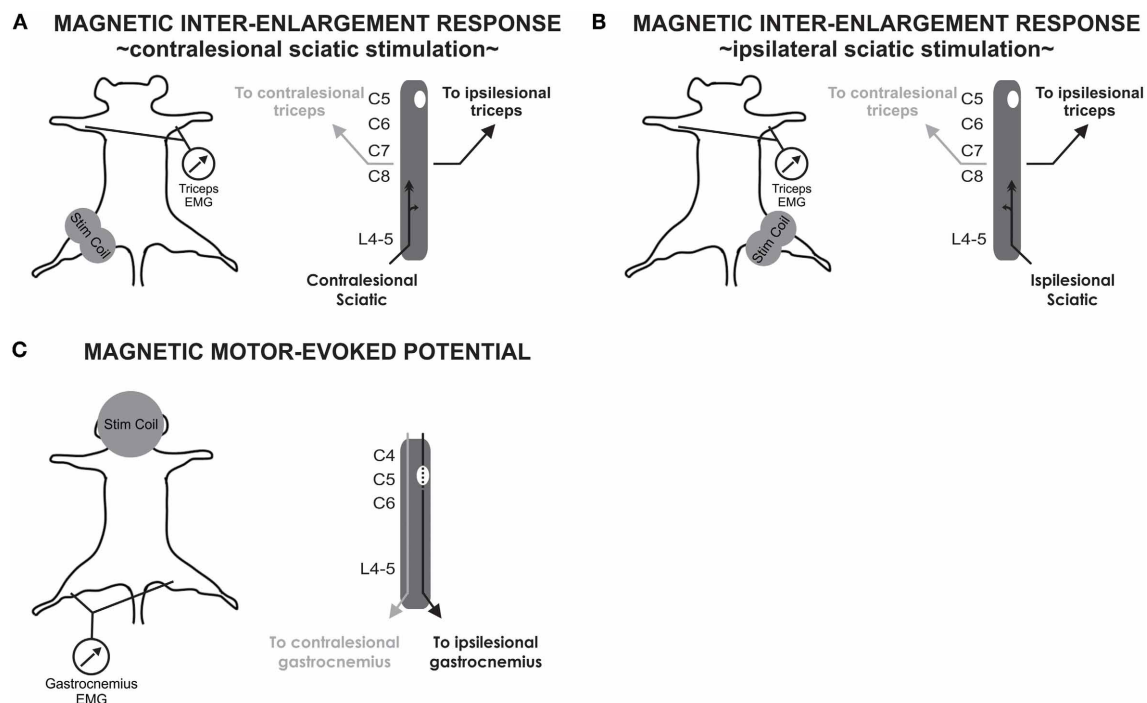 A MAGNETIC INTER-ENLARGEMENT RESPONSE
~contralesional sciatic stimulation~
To contralesional
triceps
C5
C6
C7
C8
L4-5
To ipsilesional
triceps
Triceps
EMG
Stim Coil
Contralesional
Sciatic
B MAGNETIC INTER-ENLARGEMENT RESPONSE
~ipsilateral sciatic stimulation~
To contralesional
triceps
C5
C6
C7
C8
L4-5
To ipsilesional
triceps
Triceps
EMG
Stim Coil
Ispilesional
Sciatic
C MAGNETIC MOTOR-EVOKED POTENTIAL
Stim Coil
C4
C5
C6
L4-5
To contralesional
gastrocnemius
To ipsilesional
gastrocnemius
Gastrocnemius
EMG